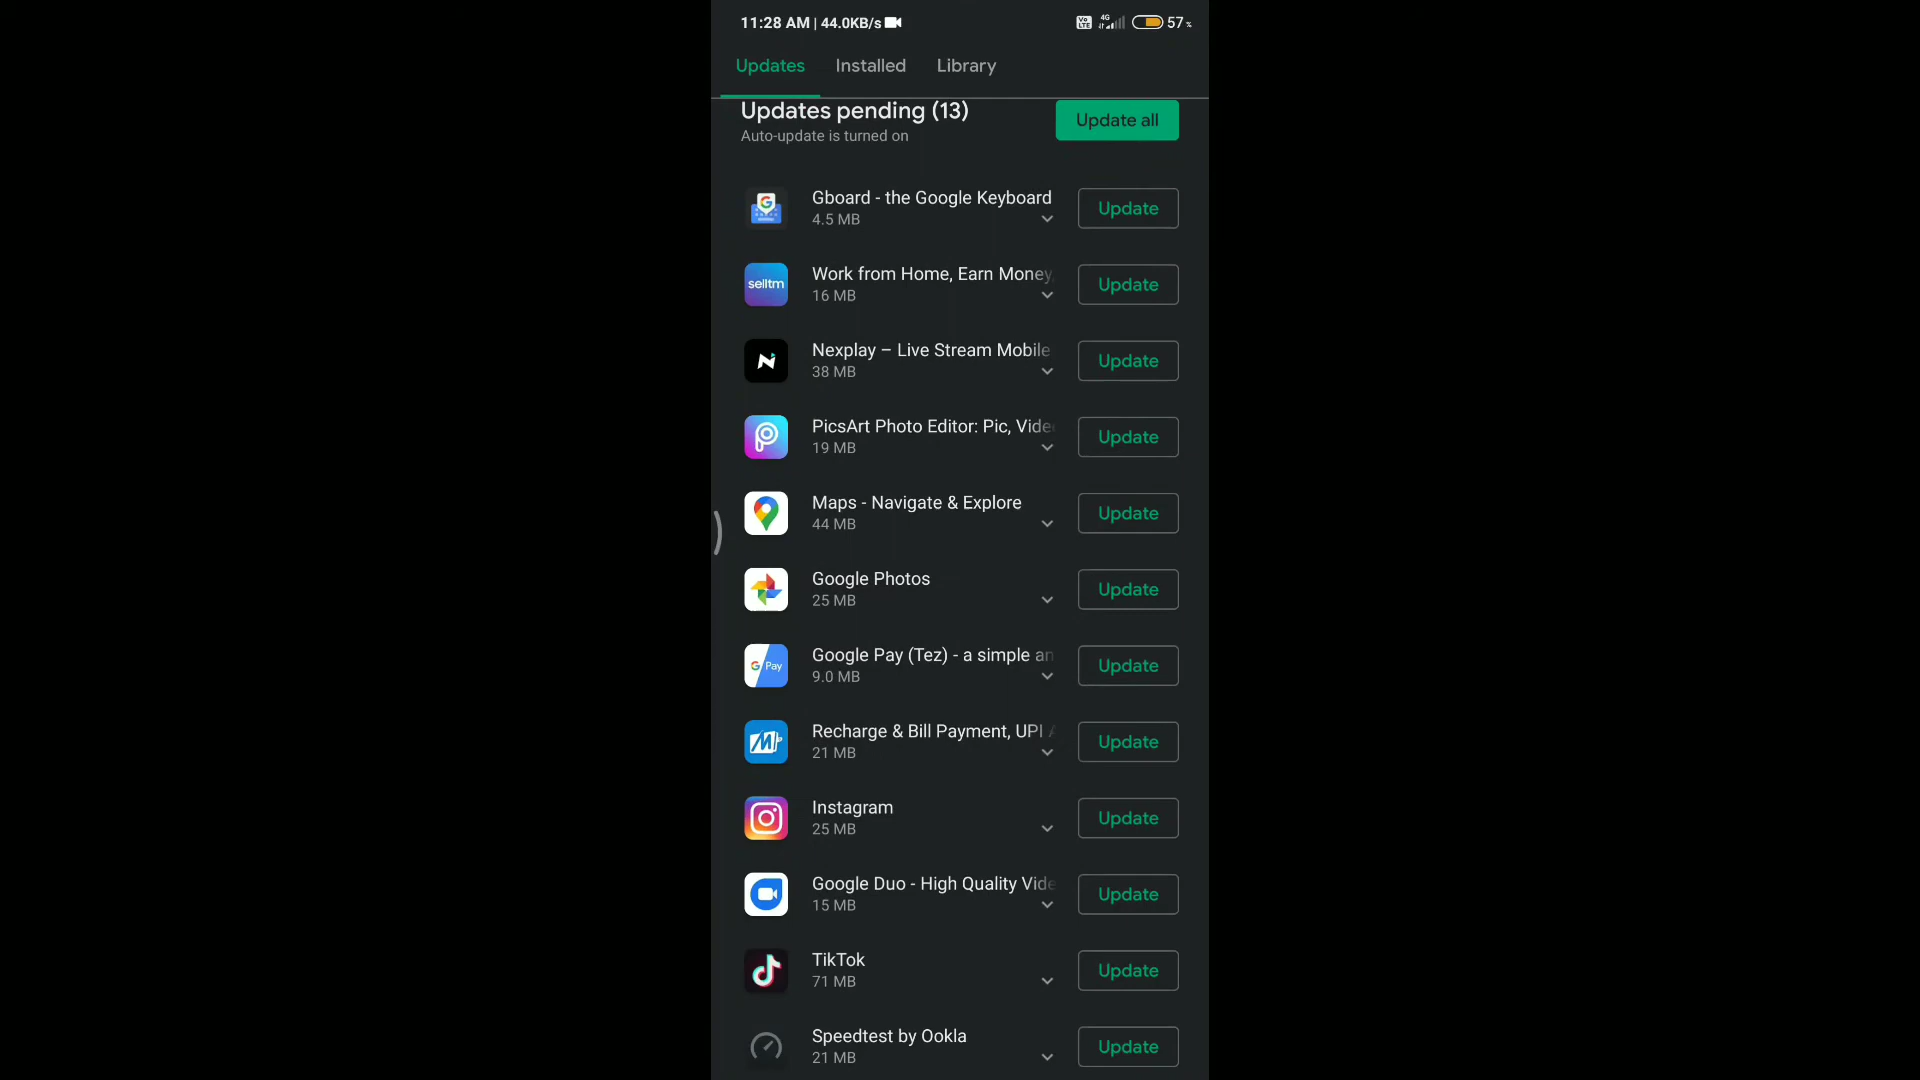 11:28 AM | 44.0KB/s
Vo LTE 4G 57%
Updates Installed Library
Updates pending (13)
Auto-update is turned on
Update all
Gboard - the Google Keyboard
4.5 MB
Update
selltm
Work from Home, Earn Money,
16 MB
Update
Nexplay – Live Stream Mobile
38 MB
Update
PicsArt Photo Editor: Pic, Vide
19 MB
Update
Maps - Navigate & Explore
44 MB
Update
Google Photos
25 MB
Update
G Pay
Google Pay (Tez) - a simple an
9.0 MB
Update
Recharge & Bill Payment, UPI A
21 MB
Update
Instagram
25 MB
Update
Google Duo - High Quality Vide
15 MB
Update
TikTok
71 MB
Update
Speedtest by Ookla
21 MB
Update